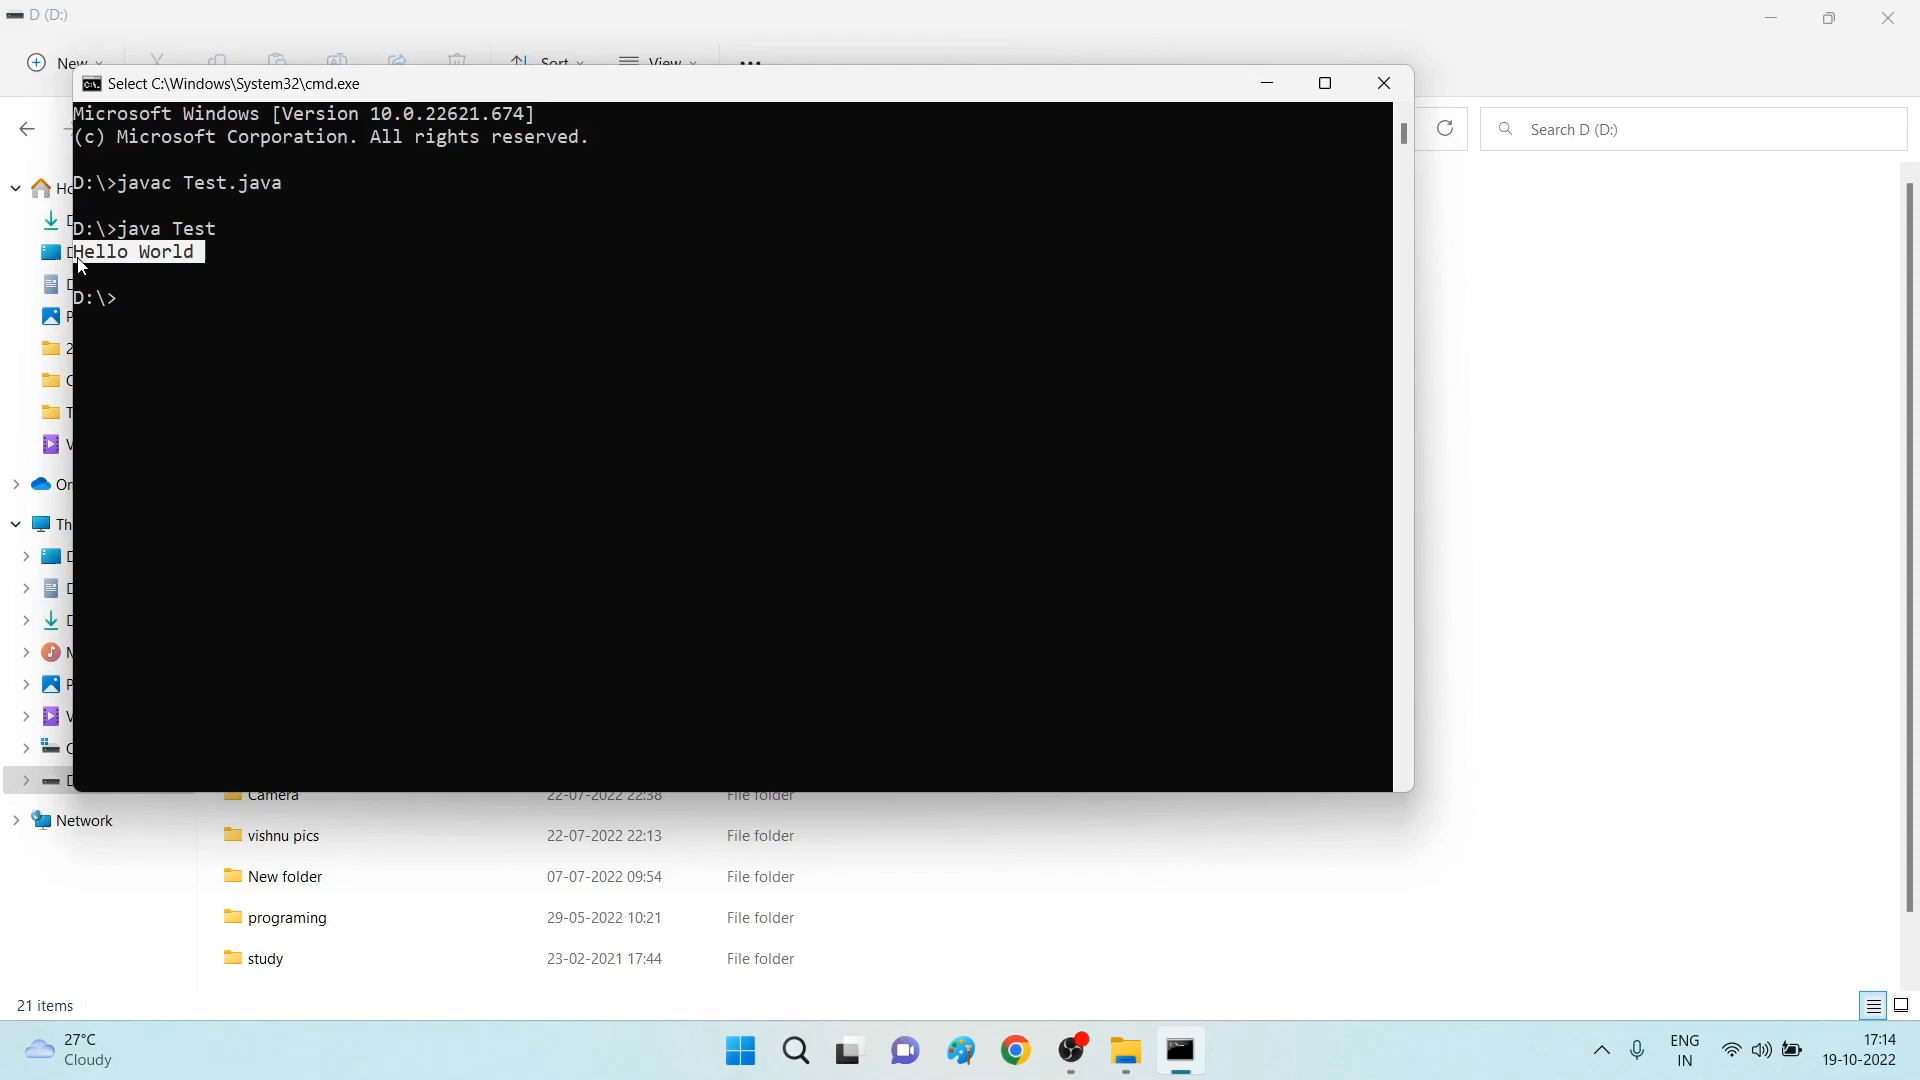 D (D:)
New
Sort
View
Select C:\Windows\System32\cmd.exe
Microsoft Windows [Version 10.0.22621.674]
(c) Microsoft Corporation. All rights reserved.
D:\>javac Test.java
D:\>java Test
Hello World
D:\>
Search D (D:)
Network
Camera 22-07-2022 22:38 File folder
vishnu pics 22-07-2022 22:13 File folder
New folder 07-07-2022 09:54 File folder
programing 29-05-2022 10:21 File folder
study 23-02-2021 17:44 File folder
21 items
27°C
Cloudy
ENG
IN
17:14
19-10-2022